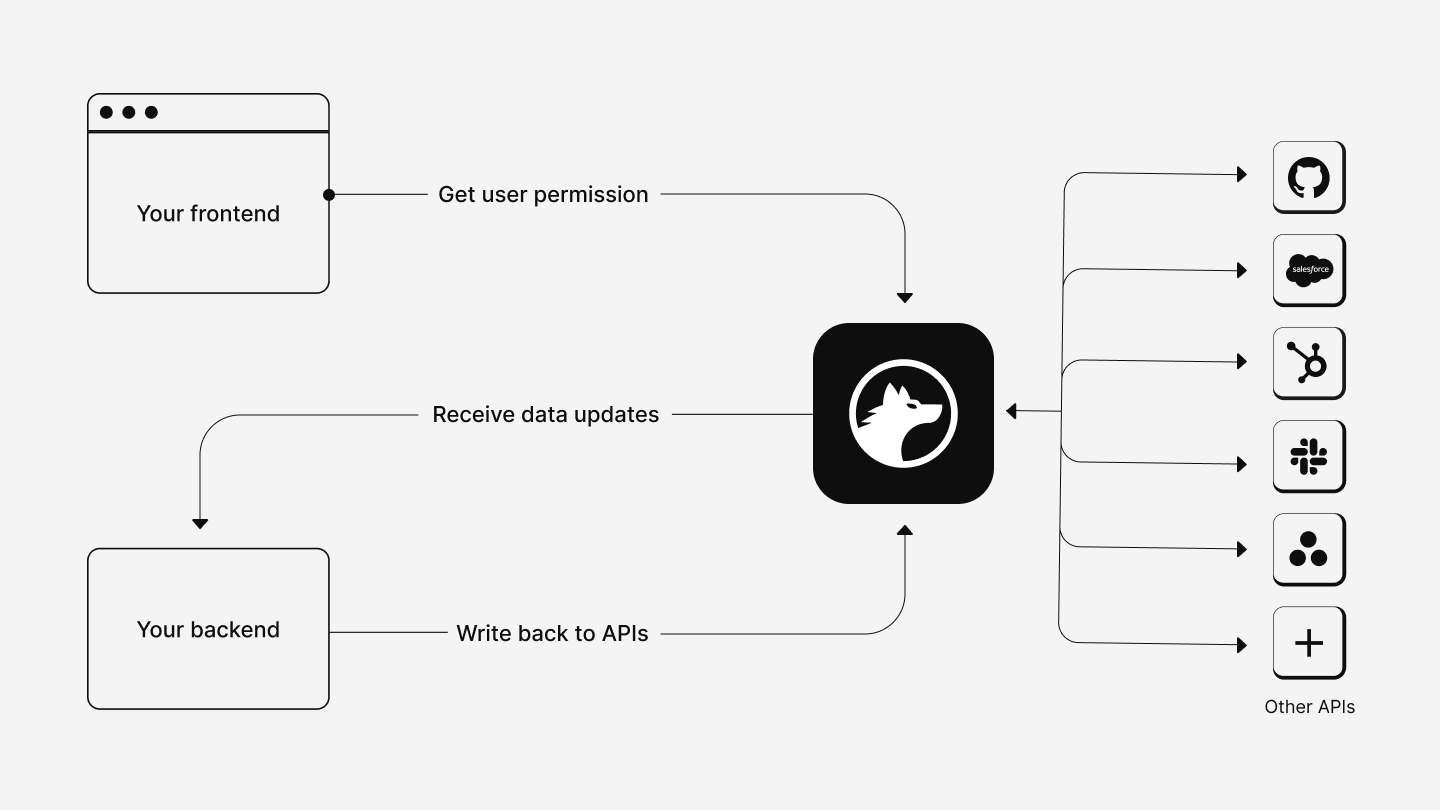 Your frontend
Get user permission
salesforce
Receive data updates
Your backend
Write back to APIs
Other APIs